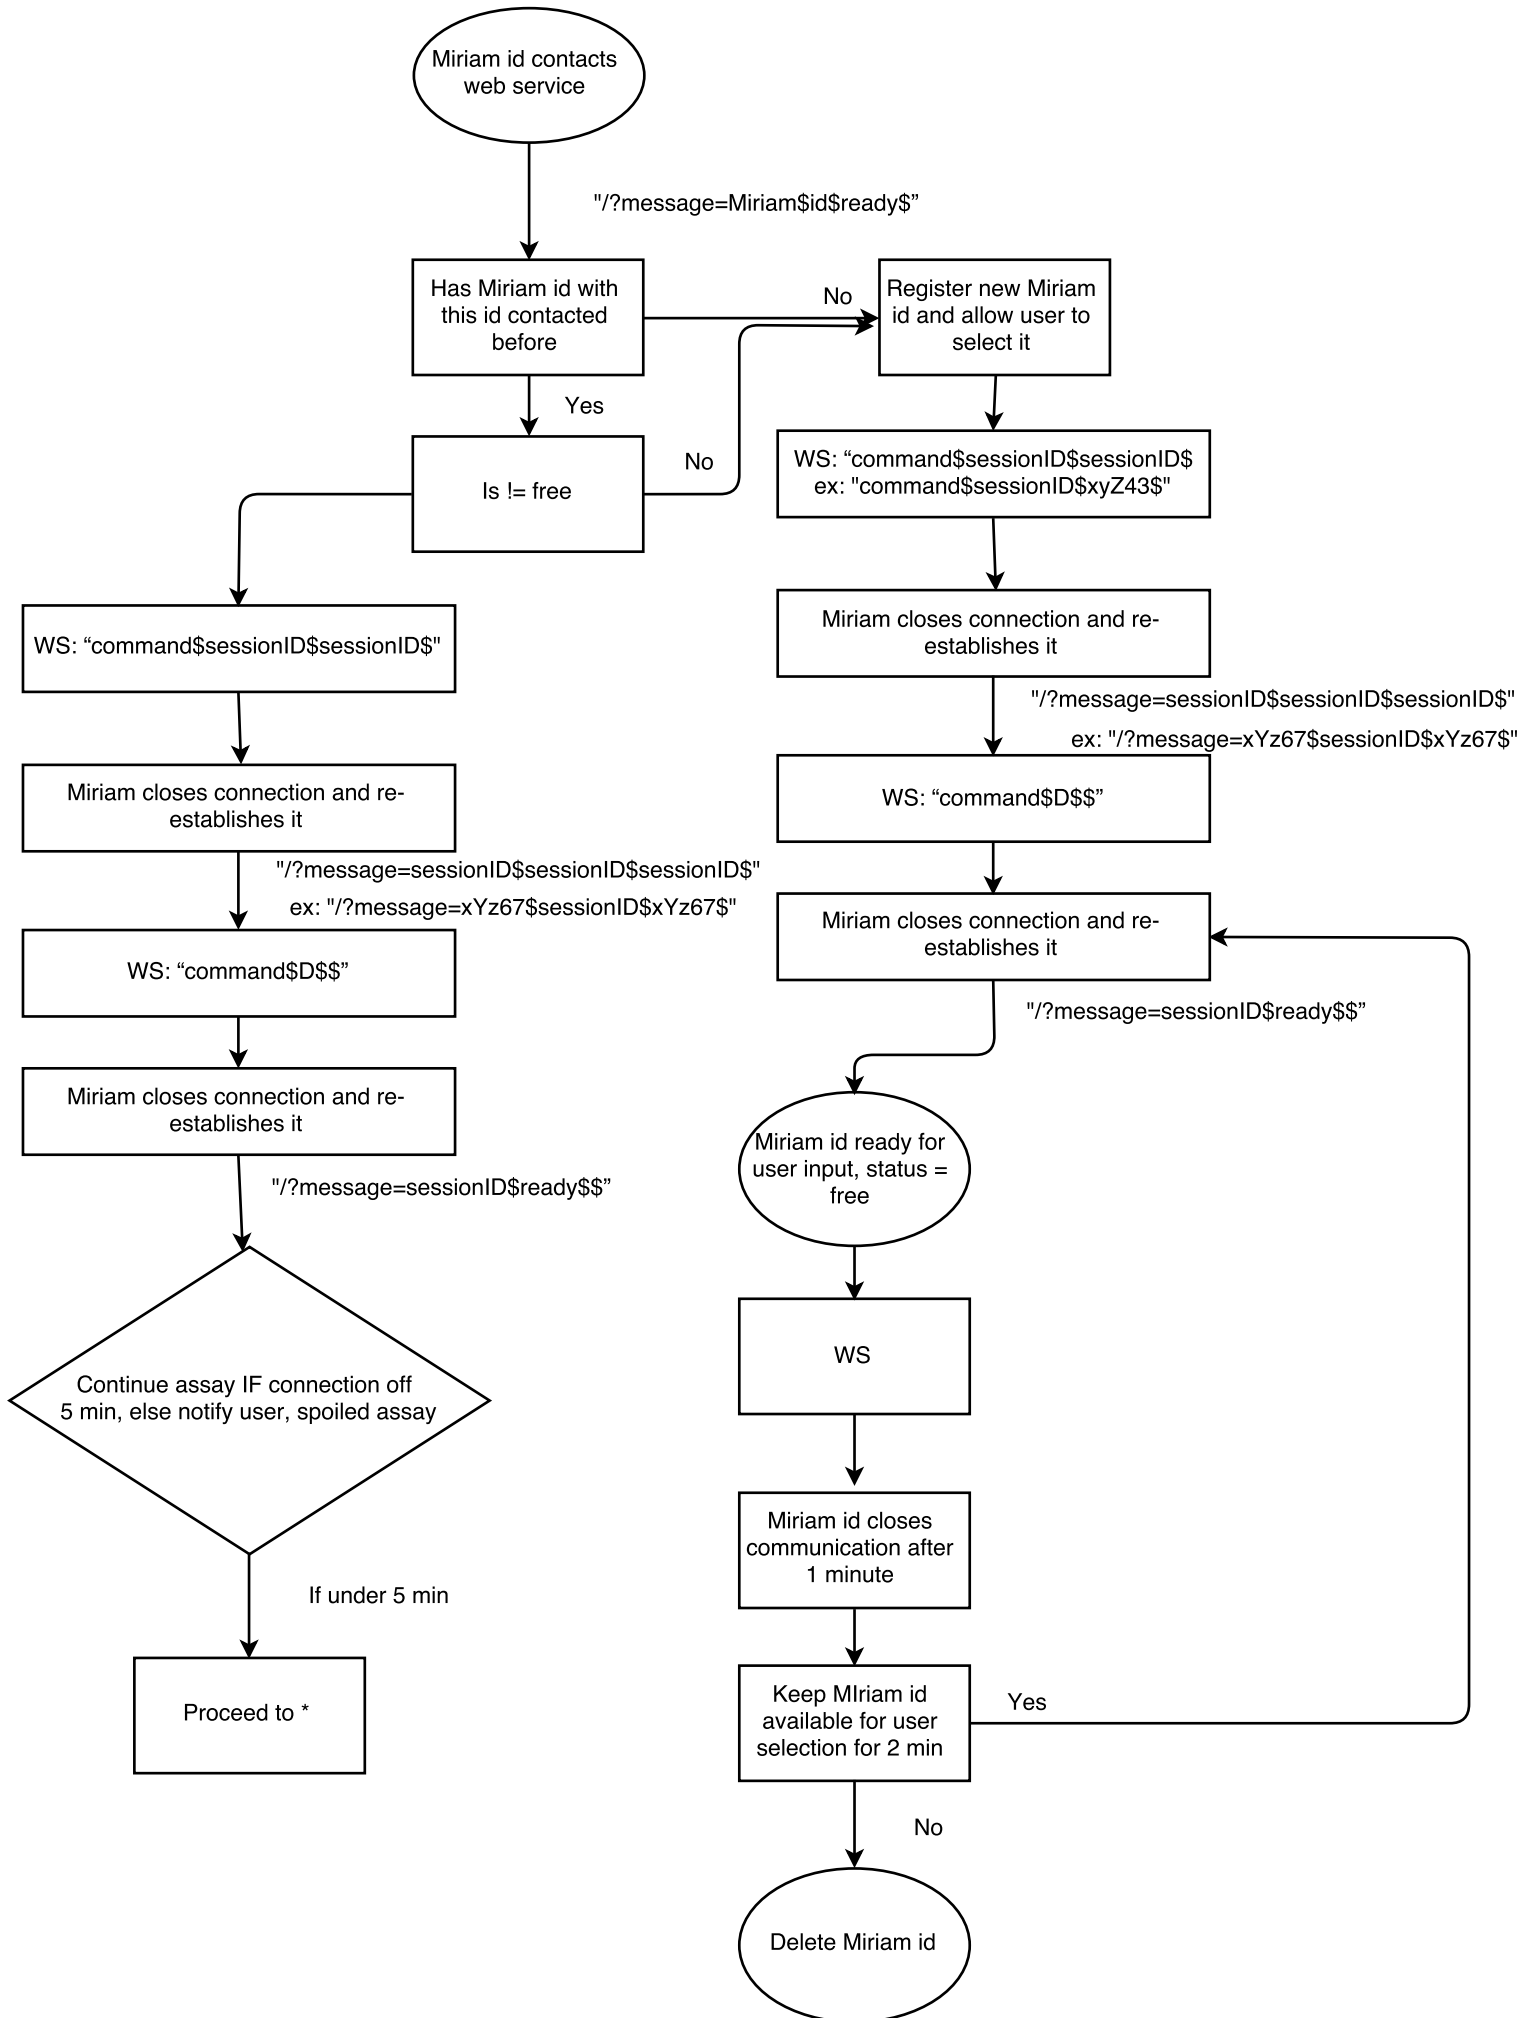 Miriam id contacts
web service
"/?message=Miriam$id$ready$”
Has Miriam id with
this id contacted
before
No
Register new Miriam
id and allow user to
select it
Yes
Is != free
No
WS: “command$sessionID$sessionID$
ex: "command$sessionID$xyZ43$"
WS: “command$sessionID$sessionID$"
Miriam closes connection and re-
establishes it
"/?message=sessionID$sessionID$sessionID$"
ex: "/?message=xYz67$sessionID$xYz67$"
WS: “command$D$$”
Miriam closes connection and re-
establishes it
"/?message=sessionID$sessionID$sessionID$"
ex: "/?message=xYz67$sessionID$xYz67$"
WS: “command$D$$”
Miriam closes connection and re-
establishes it
"/?message=sessionID$ready$$”
Miriam closes connection and re-
establishes it
"/?message=sessionID$ready$$”
Miriam id ready for
user input, status =
free
WS
Continue assay IF connection off
5 min, else notify user, spoiled assay
If under 5 min
Proceed to *
Miriam id closes
communication after
1 minute
Keep MIriam id
available for user
selection for 2 min
Yes
No
Delete Miriam id